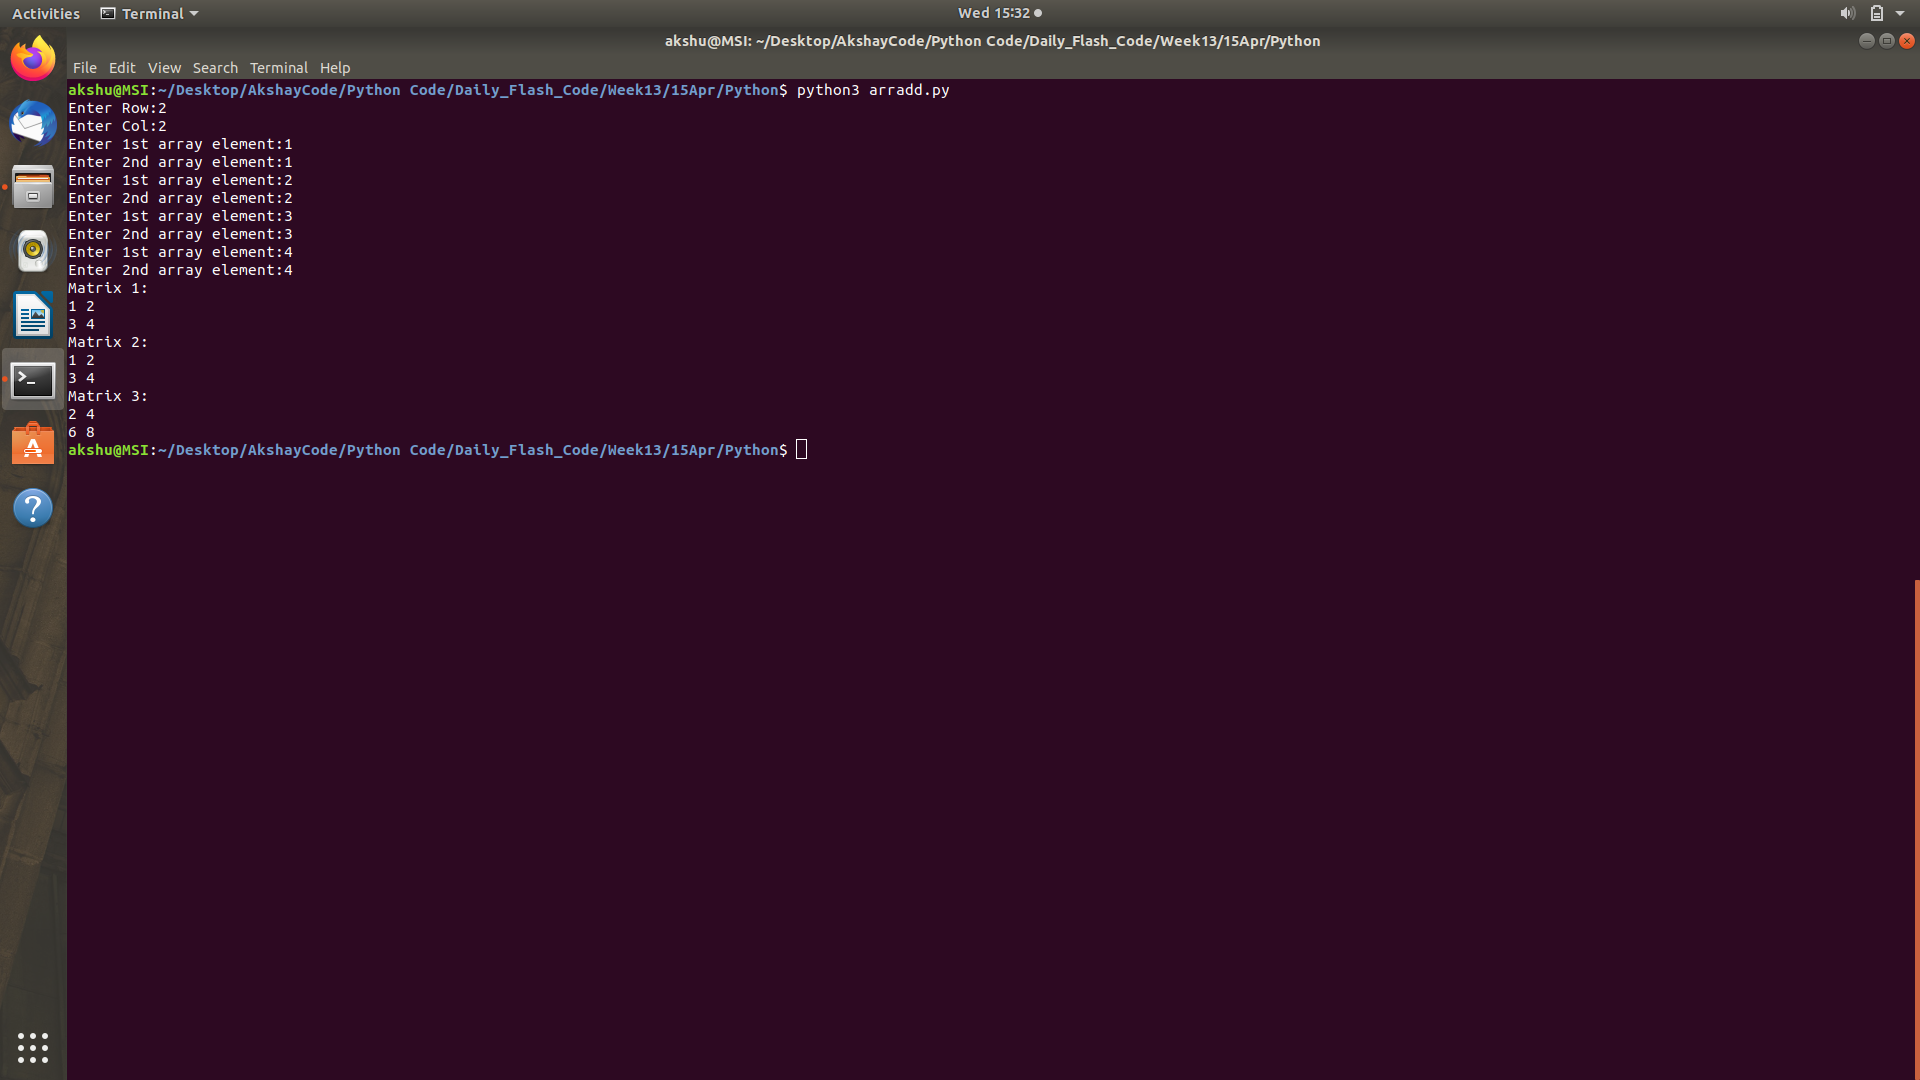 Activities Terminal Wed 15:32
akshu@MSI: ~/Desktop/AkshayCode/Python Code/Daily_Flash_Code/Week13/15Apr/Python
File Edit View Search Terminal Help
akshu@MSI:~/Desktop/AkshayCode/Python Code/Daily_Flash_Code/Week13/15Apr/Python$ python3 arradd.py
Enter Row:2
Enter Col:2
Enter 1st array element:1
Enter 2nd array element:1
Enter 1st array element:2
Enter 2nd array element:2
Enter 1st array element:3
Enter 2nd array element:3
Enter 1st array element:4
Enter 2nd array element:4
Matrix 1:
1 2
3 4
Matrix 2:
1 2
3 4
Matrix 3:
2 4
6 8
akshu@MSI:~/Desktop/AkshayCode/Python Code/Daily_Flash_Code/Week13/15Apr/Python$